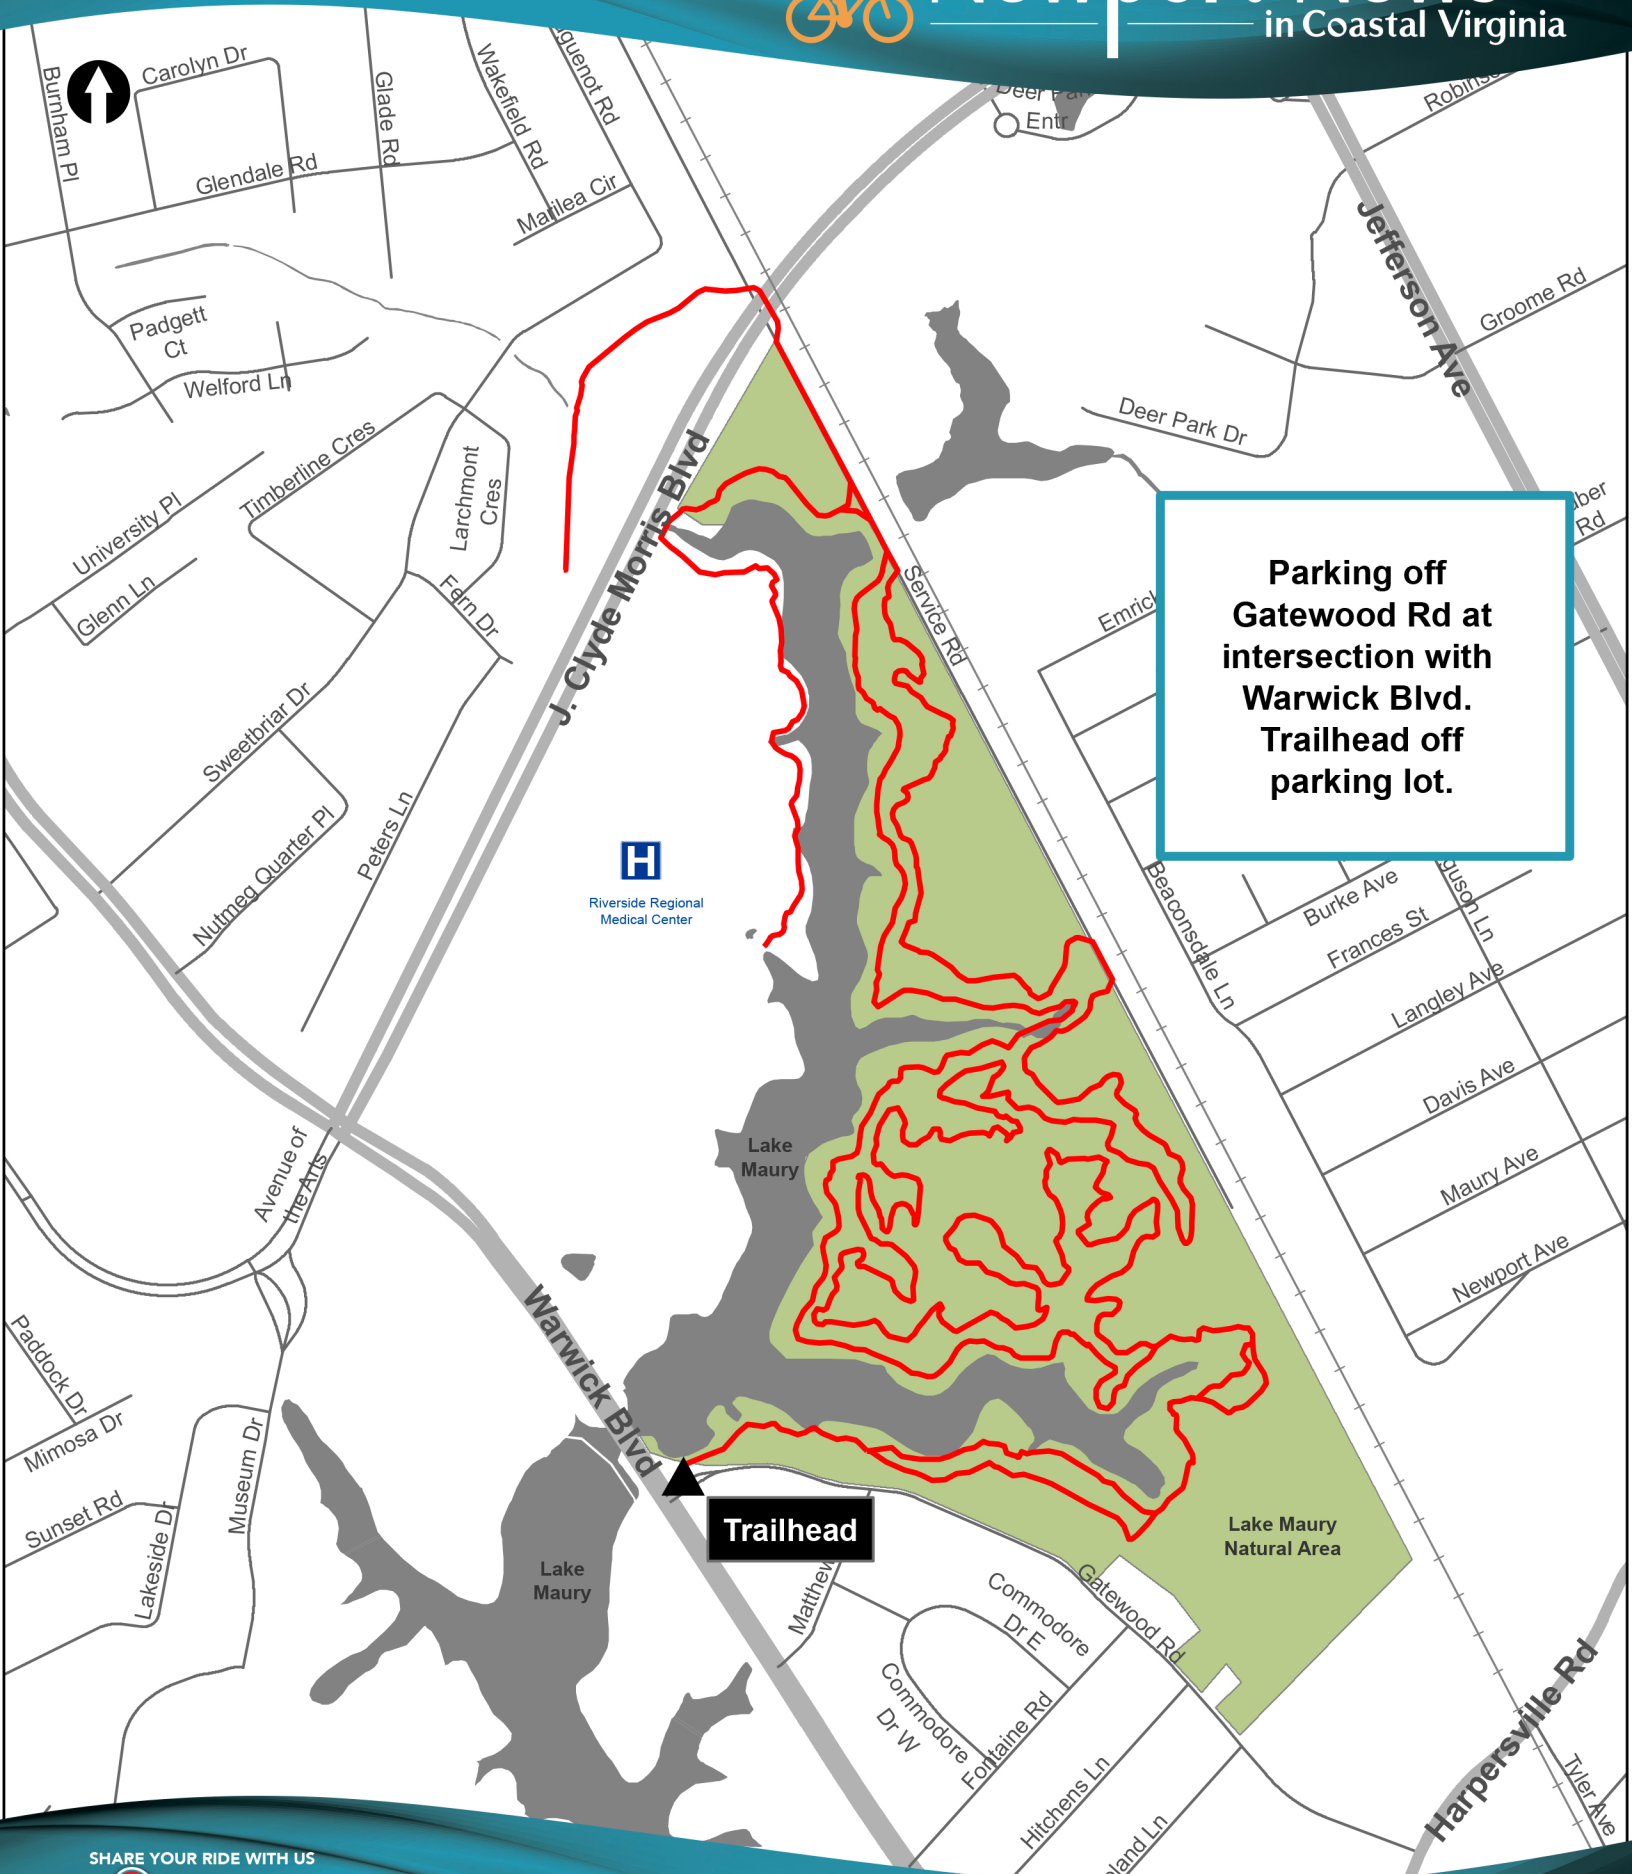 in Coastal Virginia
Burnham Pl
Carolyn Dr
Glade Rd
Wakefield Rd
Rd
Glendale Rd
Marilea Cir
Deer
Entr
Jefferson Ave
Groome Rd
Padgett
Ct
Welford Ln
Deer Park Dr
Timberline Cres
Larchmont
Cres
University Pl
Glenn Ln
Fern Dr
J. Clyde Morris Blvd
Service Rd
Rd
Parking off
Gatewood Rd at
intersection with
Warwick Blvd.
Trailhead off
parking lot.
Sweetbriar Dr
Nutmeg Quarter Pl
Peters Ln
H
Riverside Regional
Medical Center
Beaconsdale Ln
Burke Ave
Frances St
Ln
Langley Ave
Davis Ave
Maury Ave
Newport Ave
Lake
Maury
Avenue of
the Arts
Warwick Blvd
Paddock Dr
Mimosa Dr
Museum Dr
Sunset Rd
Lakeside Dr
Trailhead
Lake Maury
Natural Area
Lake
Maury
Gatewood Rd
Commodore
Dr E
Commodore
Dr W
Fontaine Rd
Hitchens Ln
Ln
Harpersville Rd
Tyler Ave
SHARE YOUR RIDE WITH US